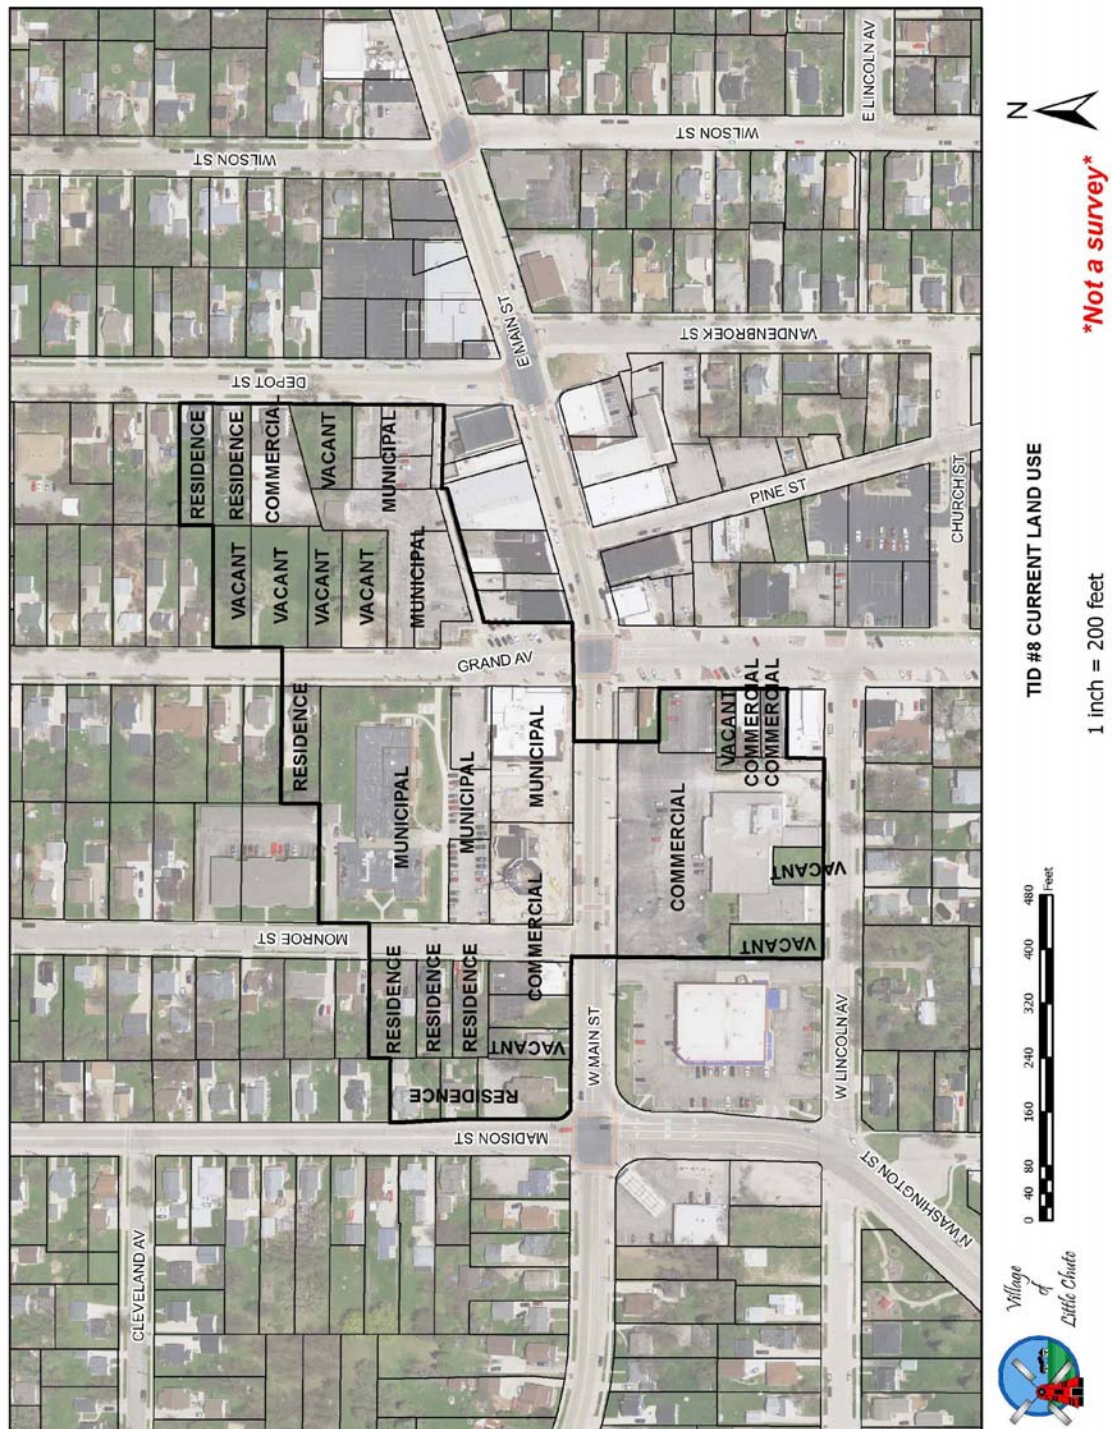 WILSON ST
WILSON ST
E LINCOLN AV
DEPOT ST
E MAIN ST
VANDENBROEK ST
PINE ST
CHURCH ST
GRAND AV
MONROE ST
W MAIN ST
W LINCOLN AV
MADISON ST
N WASHINGTON ST
CLEVELAND AV
RESIDENCE
RESIDENCE
COMMERCIAL
VACANT
MUNICIPAL
VACANT
VACANT
VACANT
VACANT
MUNICIPAL
RESIDENCE
MUNICIPAL
MUNICIPAL
MUNICIPAL
COMMERCIAL
RESIDENCE
RESIDENCE
RESIDENCE
VACANT
RESIDENCE
COMMERCIAL
VACANT
COMMERCIAL
COMMERCIAL
VACANT
VACANT
N
*Not a survey*
TID #8 CURRENT LAND USE
1 inch = 200 feet
0 40 80 160 240 320 400 480
Feet
Village
of
Little Chute